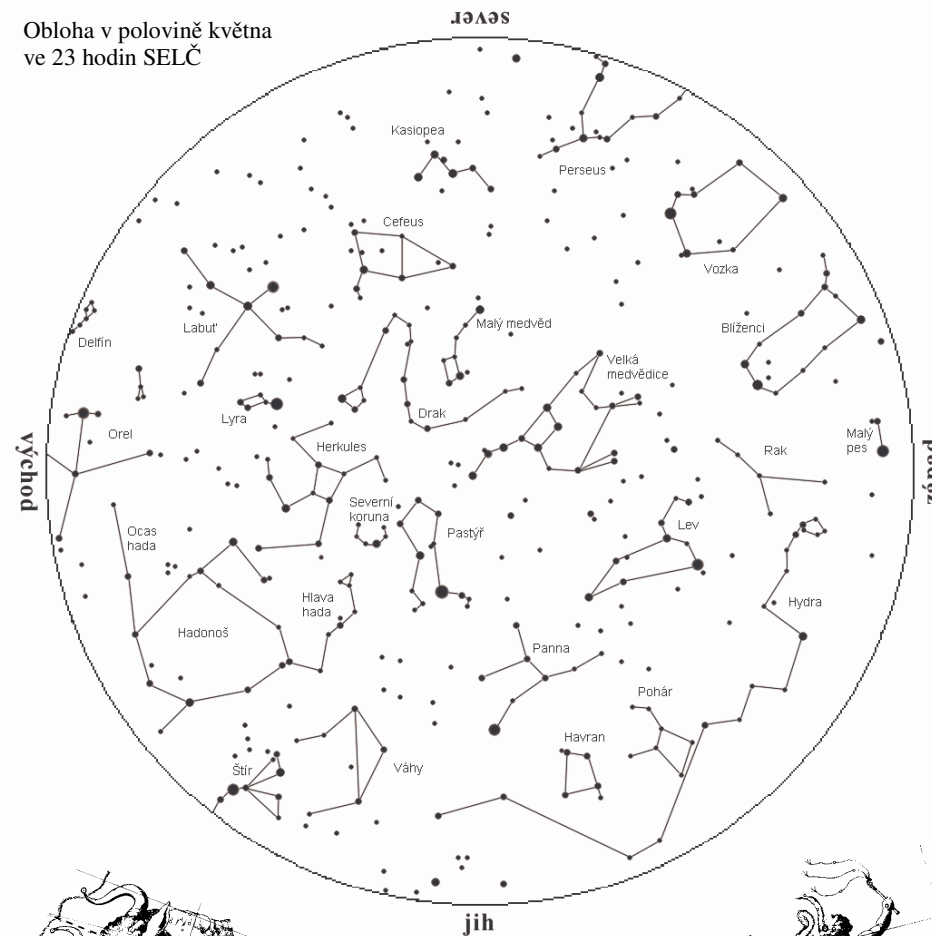 Obloha v polovině května
ve 23 hodin SELČ
sever
Kasiopea
Perseus
Cefeus
Vozka
Malý medvěd
Labuť
Blíženci
Delfín
Velká
medvědice
Lyra
Drak
Orel
Malý
pes
Herkules
Rak
východ
Severní
koruna
Pastýř
Lev
Ocas
hada
Hlava
hada
Hydra
Hadonoš
Panna
Pohár
Havran
Štír
Váhy
jih